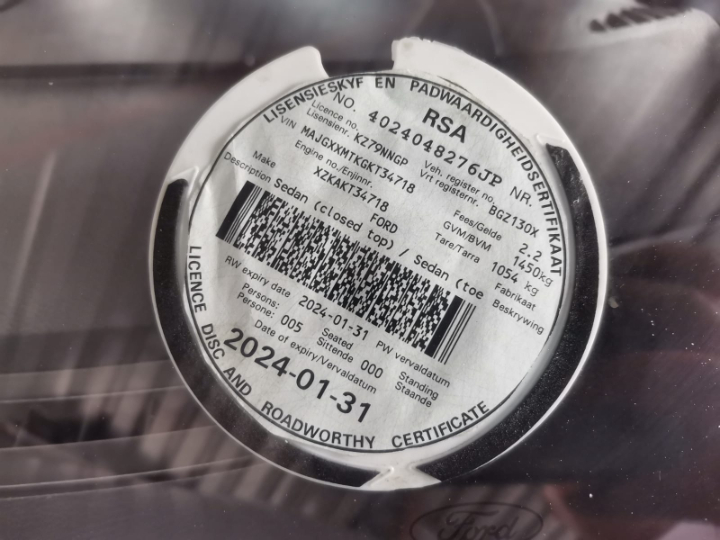 LISENSIESKYF EN PADWAARDIGHEIDSERTIFIKAAT
RSA
NO. 4024048276JP NR.
Licence no. Veh. register no.
Lisensienr. KZ79NNGP Vrt registernr. BGZ130X
VIN MAJGXXMTKGKT34718 Fees/Gelde 2.2
Engine no./Enjinnr. GVM/BVM 1450kg
XZKAKT34718 Tare/Tarra 1054 kg
Make FORD Fabrikaat
Description Sedan (closed top) / Sedan (toe Beskrywing
RW expiry date 2024-01-31 PW vervaldatum
Persons: Seated Standing
Persone: 005 Sittende 000 Staande
Date of expiry/Vervaldatum
2024-01-31
LICENCE DISC AND ROADWORTHY CERTIFICATE
Ford